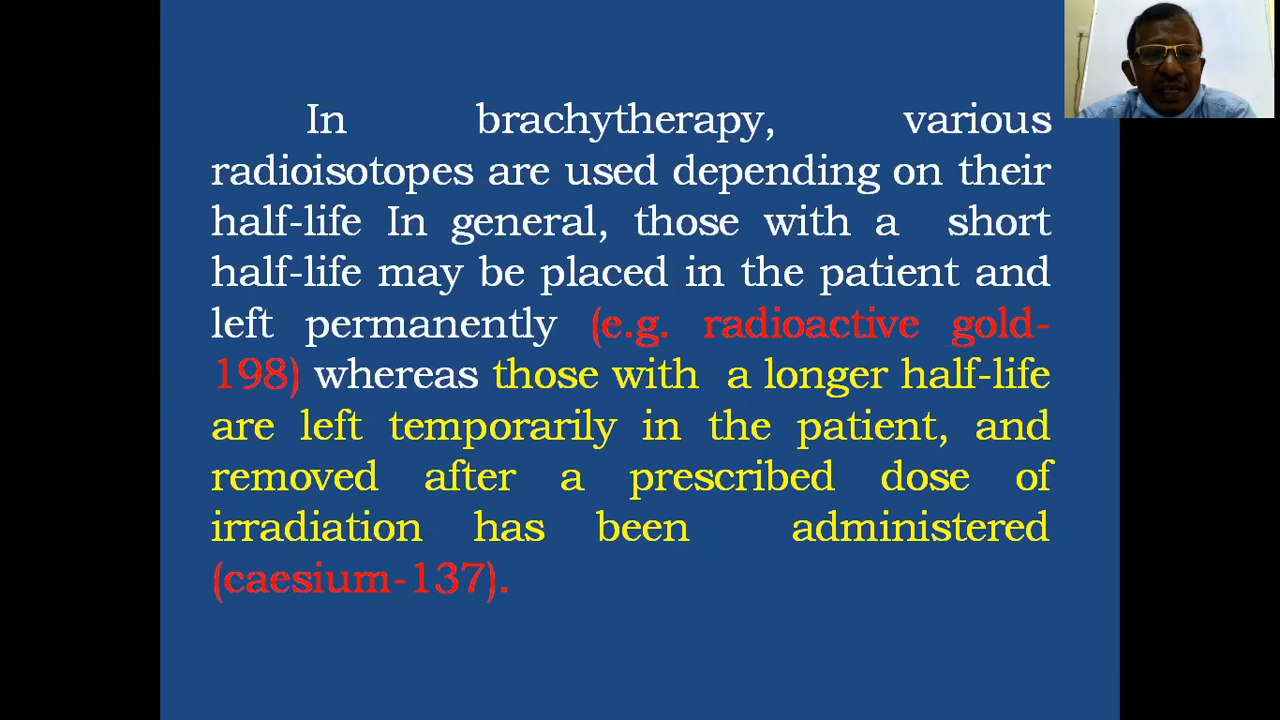 In brachytherapy, various
radioisotopes are used depending on their
half-life In general, those with a short
half-life may be placed in the patient and
left permanently (e.g. radioactive gold-
198) whereas those with a longer half-life
are left temporarily in the patient, and
removed after a prescribed dose of
irradiation has been administered
(caesium-137).